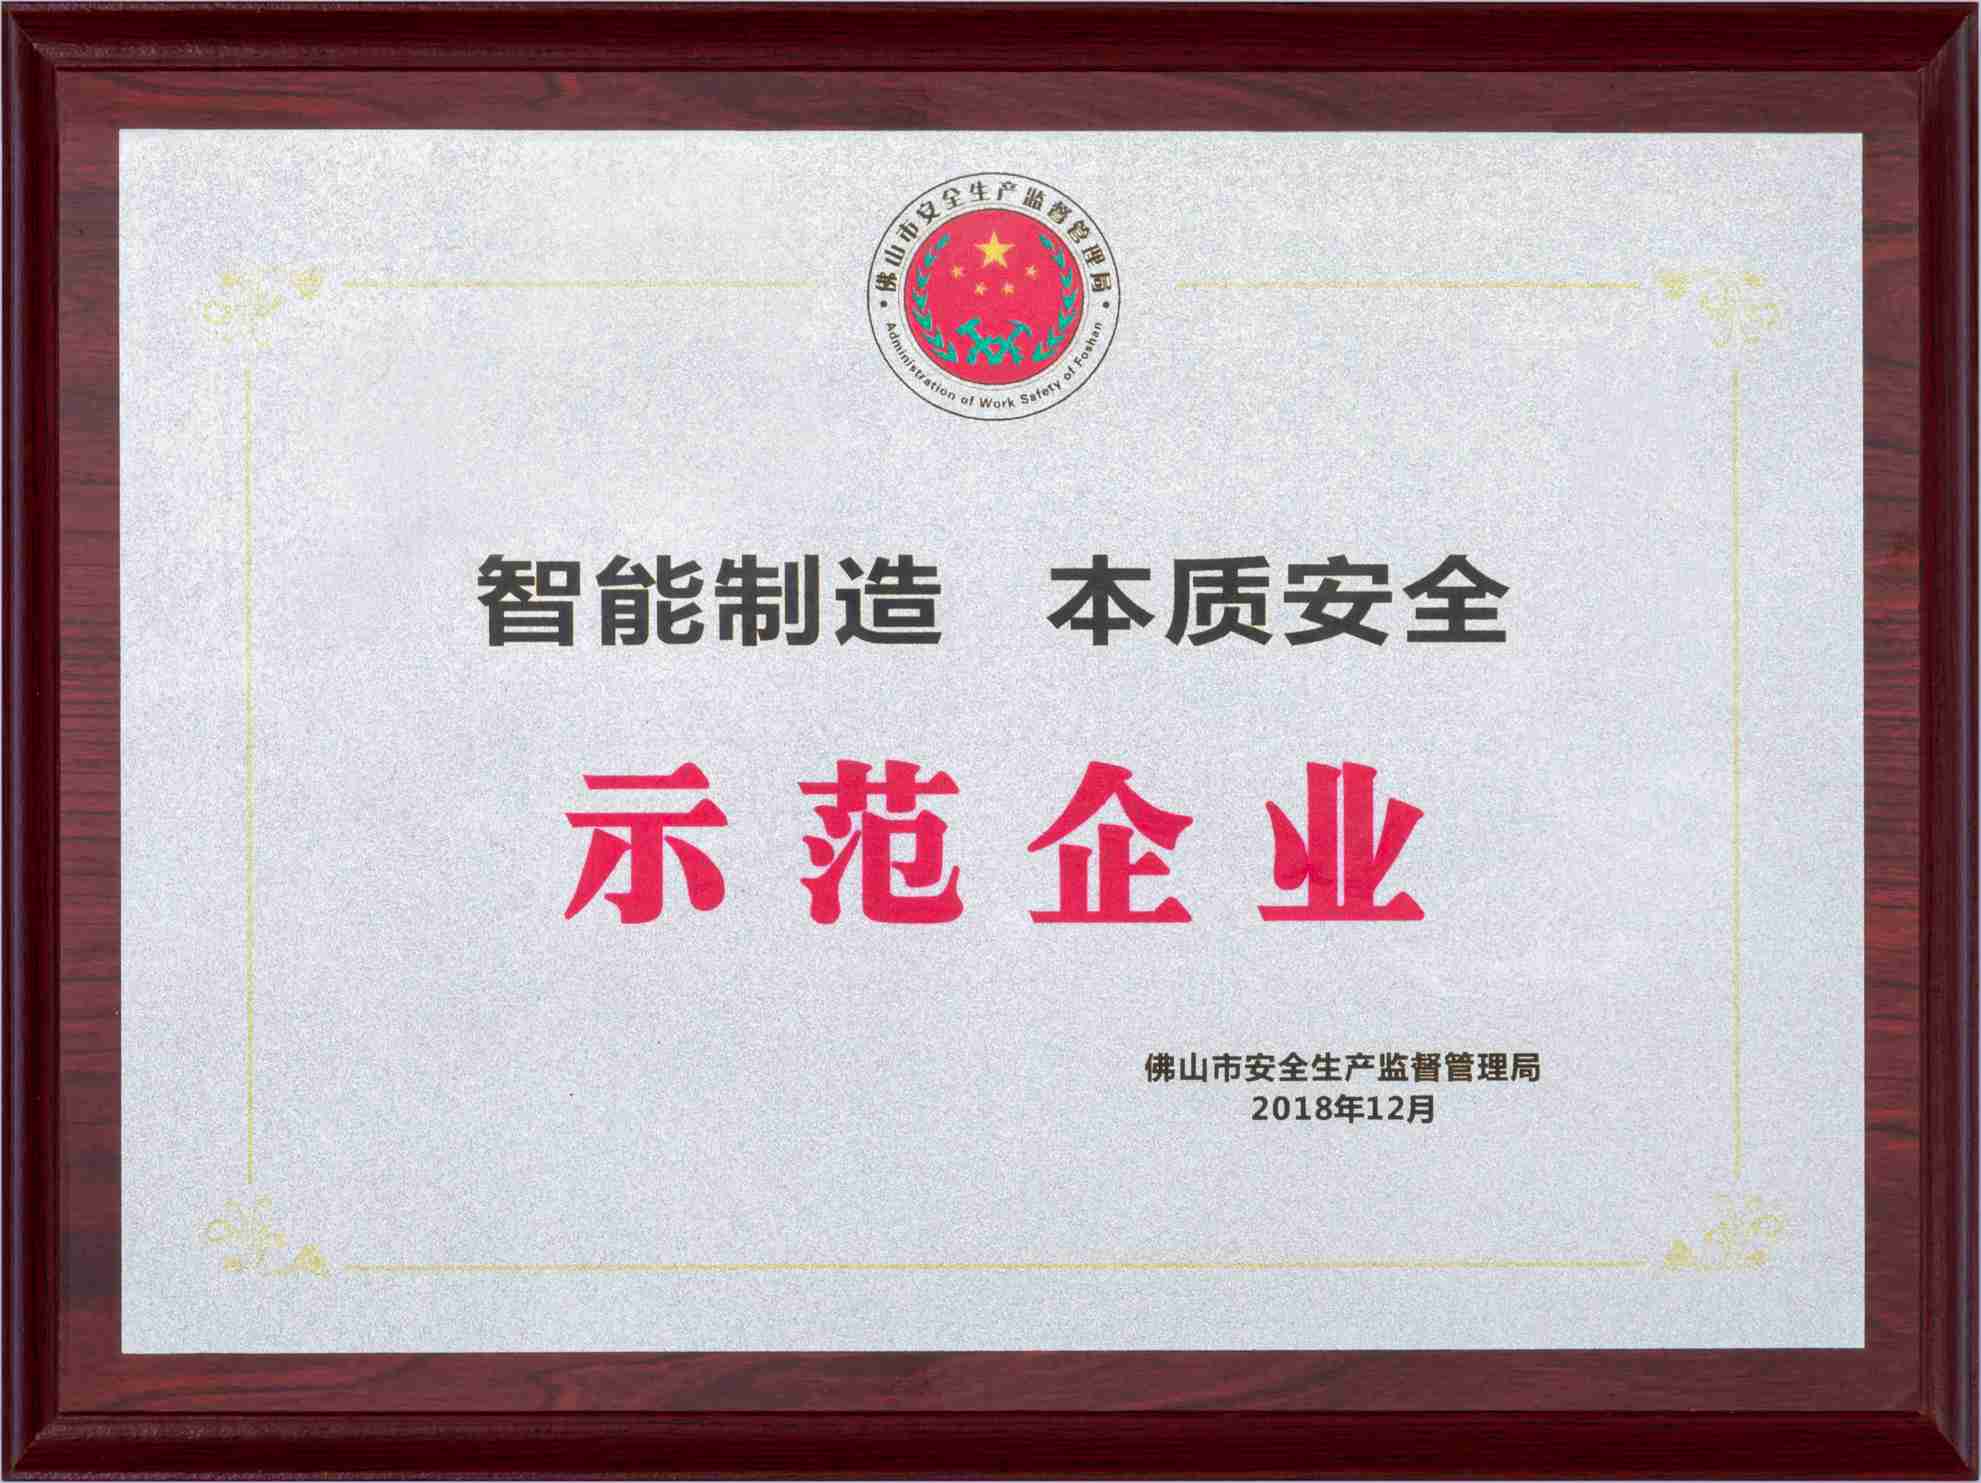 佛山市安全生产监督管理局
Administration of Work Safety of Foshan
智能制造 本质安全
示范企业
佛山市安全生产监督管理局
2018年12月